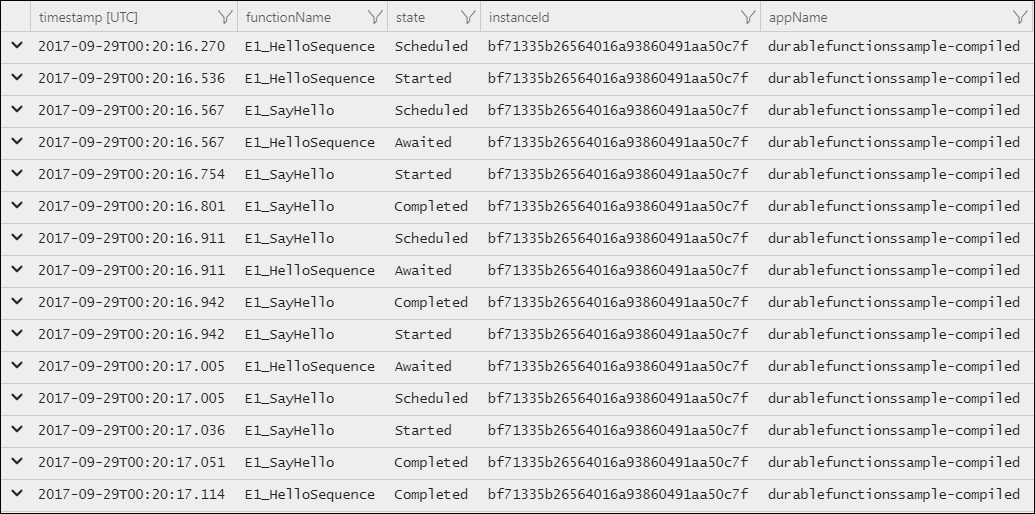 timestamp [UTC] functionName state instanceId appName
2017-09-29T00:20:16.270 E1_HelloSequence Scheduled bf71335b26564016a93860491aa50c7f durablefunctionssample-compiled
2017-09-29T00:20:16.536 E1_HelloSequence Started bf71335b26564016a93860491aa50c7f durablefunctionssample-compiled
2017-09-29T00:20:16.567 E1_SayHello Scheduled bf71335b26564016a93860491aa50c7f durablefunctionssample-compiled
2017-09-29T00:20:16.567 E1_HelloSequence Awaited bf71335b26564016a93860491aa50c7f durablefunctionssample-compiled
2017-09-29T00:20:16.754 E1_SayHello Started bf71335b26564016a93860491aa50c7f durablefunctionssample-compiled
2017-09-29T00:20:16.801 E1_SayHello Completed bf71335b26564016a93860491aa50c7f durablefunctionssample-compiled
2017-09-29T00:20:16.911 E1_SayHello Scheduled bf71335b26564016a93860491aa50c7f durablefunctionssample-compiled
2017-09-29T00:20:16.911 E1_HelloSequence Awaited bf71335b26564016a93860491aa50c7f durablefunctionssample-compiled
2017-09-29T00:20:16.942 E1_SayHello Completed bf71335b26564016a93860491aa50c7f durablefunctionssample-compiled
2017-09-29T00:20:16.942 E1_SayHello Started bf71335b26564016a93860491aa50c7f durablefunctionssample-compiled
2017-09-29T00:20:17.005 E1_HelloSequence Awaited bf71335b26564016a93860491aa50c7f durablefunctionssample-compiled
2017-09-29T00:20:17.005 E1_SayHello Scheduled bf71335b26564016a93860491aa50c7f durablefunctionssample-compiled
2017-09-29T00:20:17.036 E1_SayHello Started bf71335b26564016a93860491aa50c7f durablefunctionssample-compiled
2017-09-29T00:20:17.051 E1_SayHello Completed bf71335b26564016a93860491aa50c7f durablefunctionssample-compiled
2017-09-29T00:20:17.114 E1_HelloSequence Completed bf71335b26564016a93860491aa50c7f durablefunctionssample-compiled